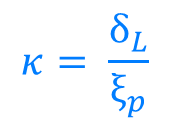 κ = δ_L / ξ_p